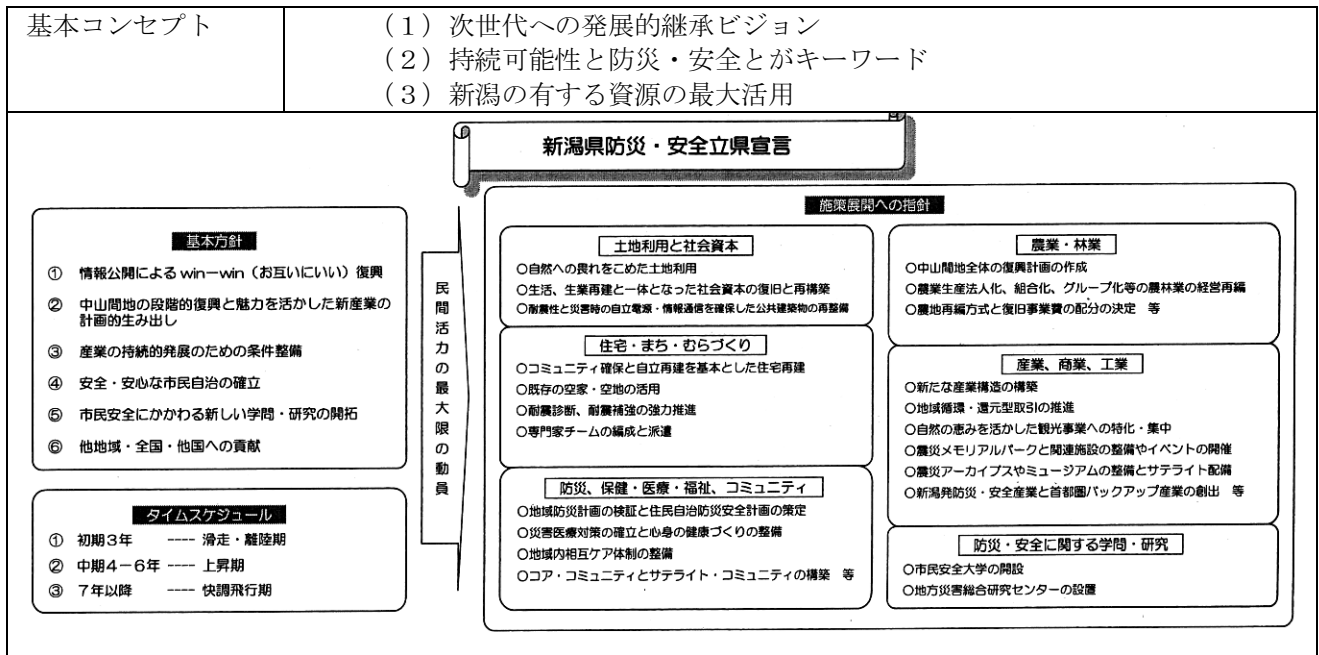 基本コンセプト
（１）次世代への発展的継承ビジョン
（２）持続可能性と防災・安全とがキーワード
（３）新潟の有する資源の最大活用
新潟県防災・安全立県宣言
基本方針
① 情報公開による win－win（お互いにいい）復興
② 中山間地の段階的復興と魅力を活かした新産業の
計画的生み出し
③ 産業の持続的発展のための条件整備
④ 安全・安心な市民自治の確立
⑤ 市民安全にかかわる新しい学問・研究の開拓
⑥ 他地域・全国・他国への貢献
タイムスケジュール
① 初期３年 ---- 滑走・離陸期
② 中期４－６年 ---- 上昇期
③ ７年以降 ---- 快調飛行期
民間活力の最大限の動員
施策展開への指針
土地利用と社会資本
○自然への畏れをこめた土地利用
○生活、生業再建と一体となった社会資本の復旧と再構築
○耐震性と災害時の自立電源・情報通信を確保した公共建築物の再整備
住宅・まち・むらづくり
○コミュニティ確保と自立再建を基本とした住宅再建
○既存の空家・空地の活用
○耐震診断、耐震補強の強力推進
○専門家チームの編成と派遣
防災、保健・医療・福祉、コミュニティ
○地域防災計画の検証と住民自治防災安全計画の策定
○災害医療対策の確立と心身の健康づくりの整備
○地域内相互ケア体制の整備
○コア・コミュニティとサテライト・コミュニティの構築 等
農業・林業
○中山間地全体の復興計画の作成
○農業生産法人化、組合化、グループ化等の農林業の経営再編
○農地再編方式と復旧事業費の配分の決定 等
産業、商業、工業
○新たな産業構造の構築
○地域循環・還元型取引の推進
○自然の恵みを活かした観光事業への特化・集中
○震災メモリアルパークと関連施設の整備やイベントの開催
○震災アーカイブスやミュージアムの整備とサテライト配備
○新潟発防災・安全産業と首都圏バックアップ産業の創出 等
防災・安全に関する学問・研究
○市民安全大学の開設
○地方災害総合研究センターの設置